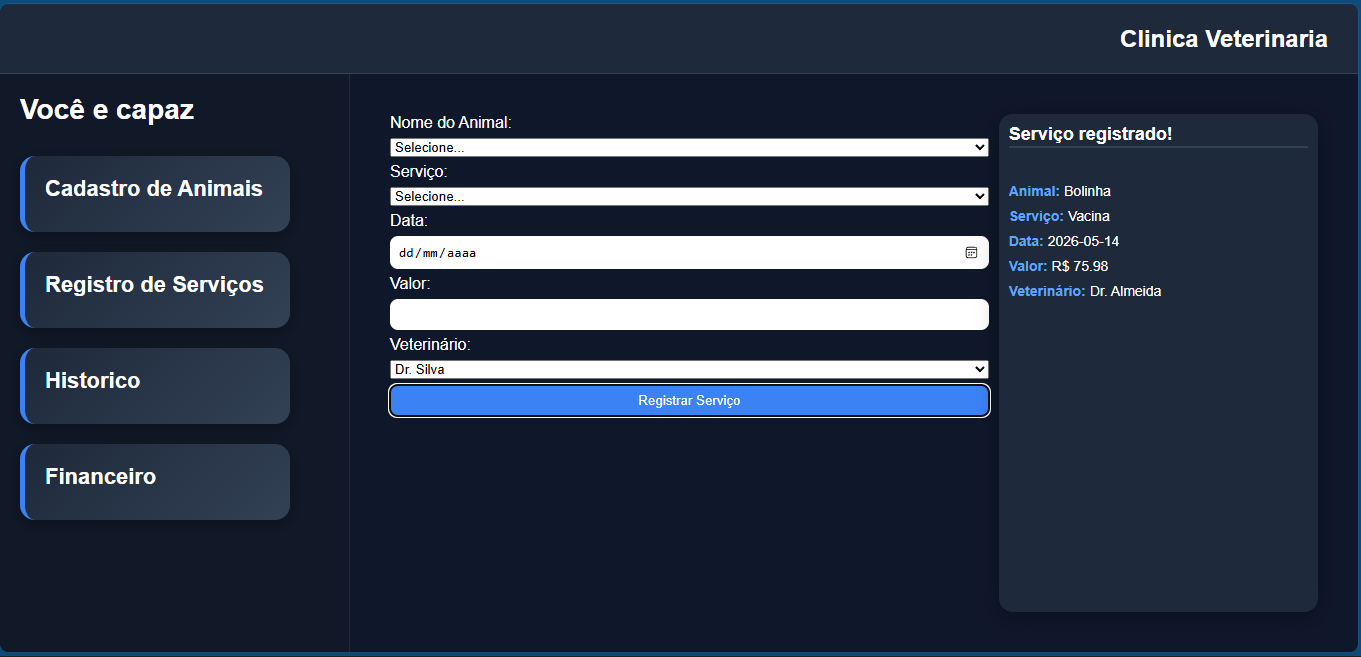 Clinica Veterinaria
Você e capaz
Cadastro de Animais
Registro de Serviços
Historico
Financeiro
Nome do Animal:
Selecione...
Serviço:
Selecione...
Data:
dd/mm/aaaa
Valor:
Veterinário:
Dr. Silva
Registrar Serviço
Serviço registrado!
Animal: Bolinha
Serviço: Vacina
Data: 2026-05-14
Valor: R$ 75.98
Veterinário: Dr. Almeida